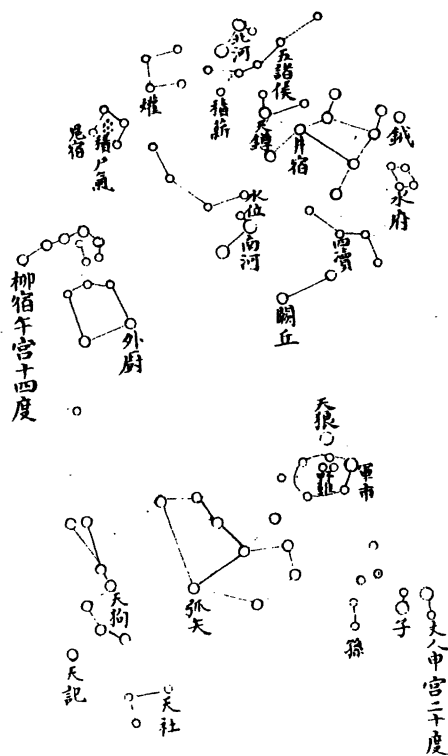 北河
五諸侯
爟
積薪
天罇
井宿
鉞
鬼宿
積尸氣
水府
水位
南河
四瀆
闕丘
柳宿午宮十四度
外廚
天狼
軍市
野雞
弧矢
天狗
孫
子
丈人申宮二十度
天記
天社